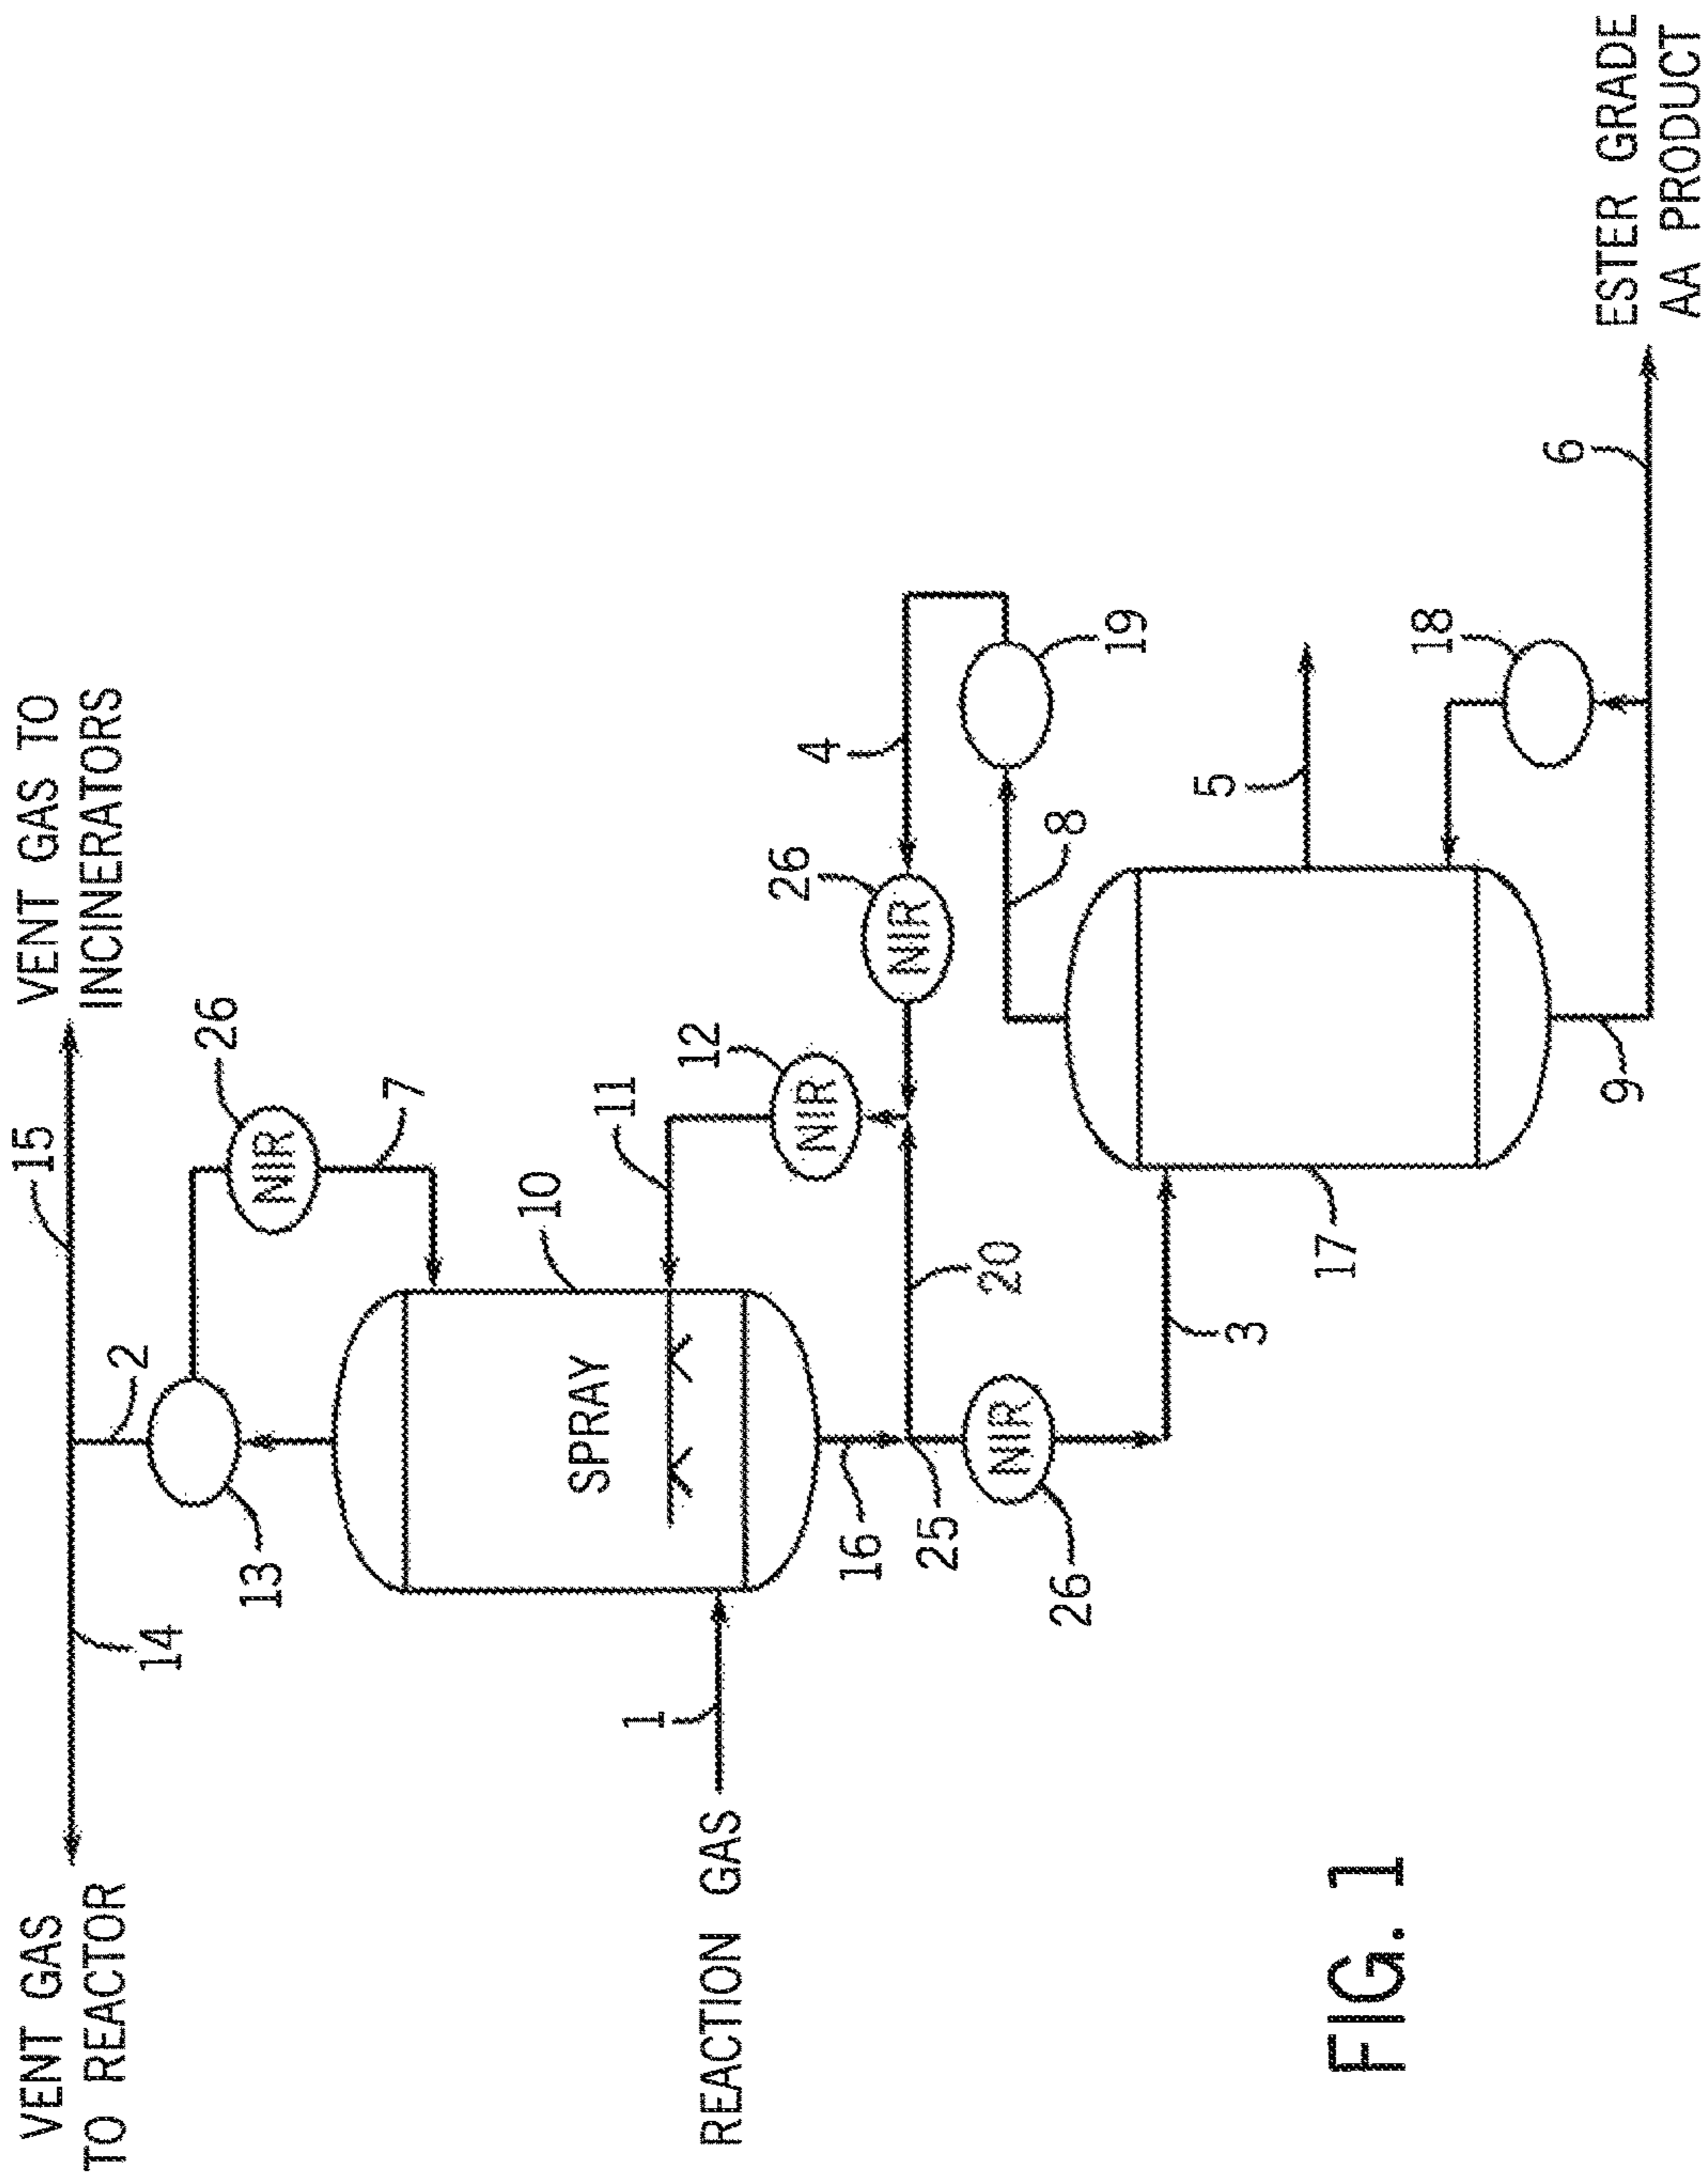 VENT GAS
TO REACTOR
VENT GAS TO
INCINERATORS
14
15
2
13
26
NIR
7
REACTION GAS
1
SPRAY
10
11
12
NIR
4
26
NIR
16
25
20
19
8
26
NIR
3
17
5
18
9
6
ESTER GRADE
AA PRODUCT
FIG. 1